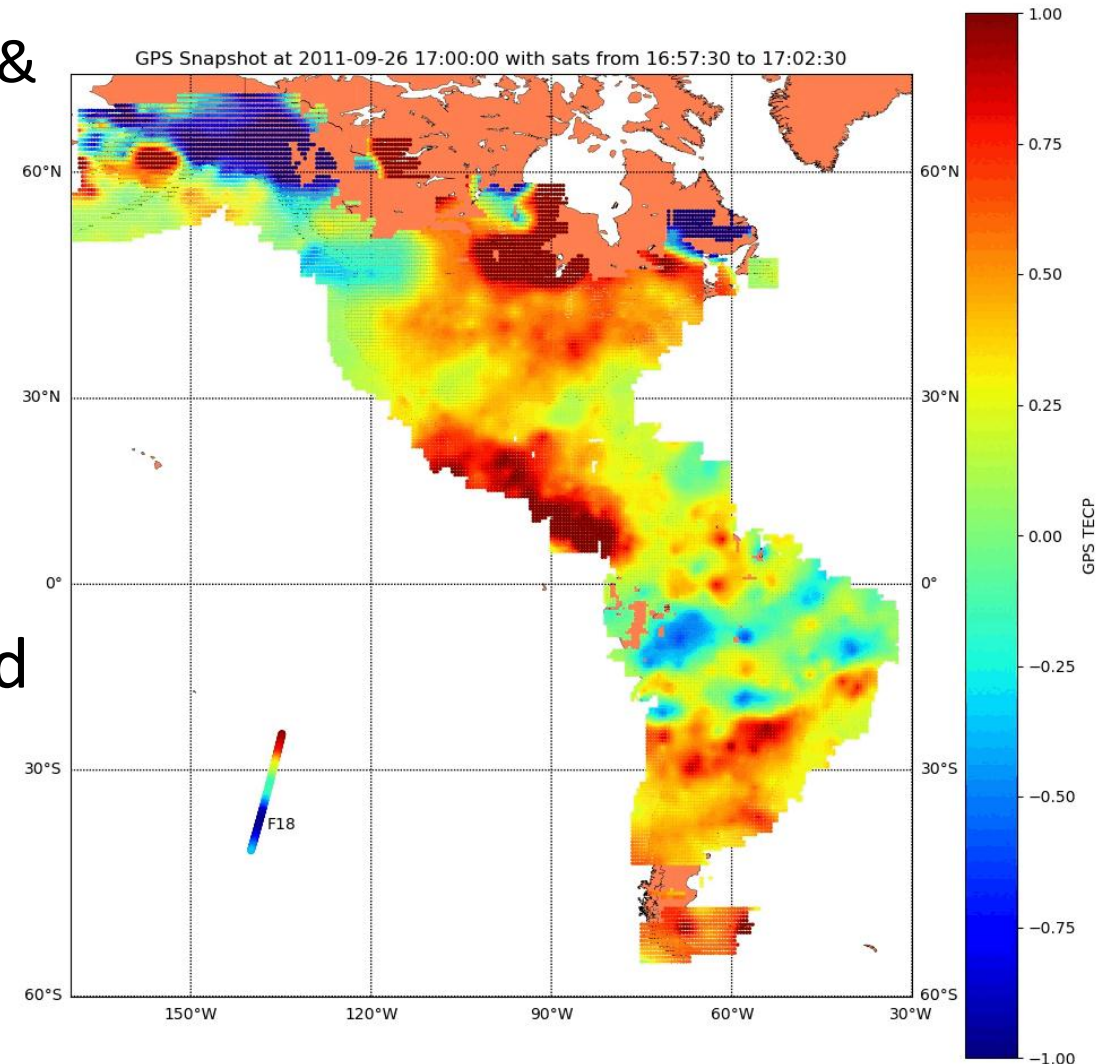 &
GPS Snapshot at 2011-09-26 17:00:00 with sats from 16:57:30 to 17:02:30
1.00
0.75
60°N
60°N
0.50
30°N
30°N
0.25
GPS TECP
0.00
0°
0°
d
−0.25
30°S
30°S
−0.50
F18
−0.75
60°S
60°S
150°W
120°W
90°W
60°W
30°W
−1.00